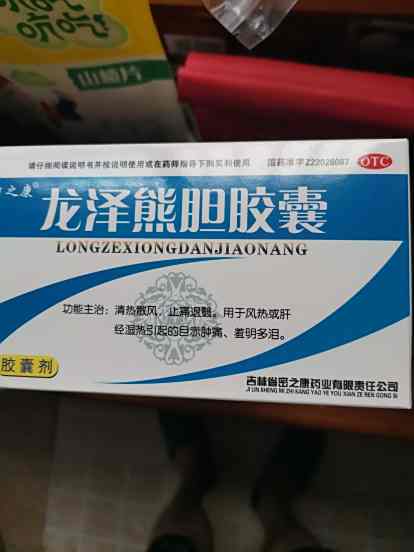 吭吭
山楂片
请仔细阅读说明书并按说明使用或在药师指导下购买和使用
国药准字Z22026087
OTC
之康®
龙泽熊胆胶囊
LONGZEXIONGDANJIAONANG
功能主治：清热散风，止痛退翳。用于风热或肝
经湿热引起的目赤肿痛、羞明多泪。
胶囊剂
吉林省密之康药业有限责任公司
JI LIN SHENG MI ZHI KANG YAO YE YOU XIAN ZE REN GONG SI